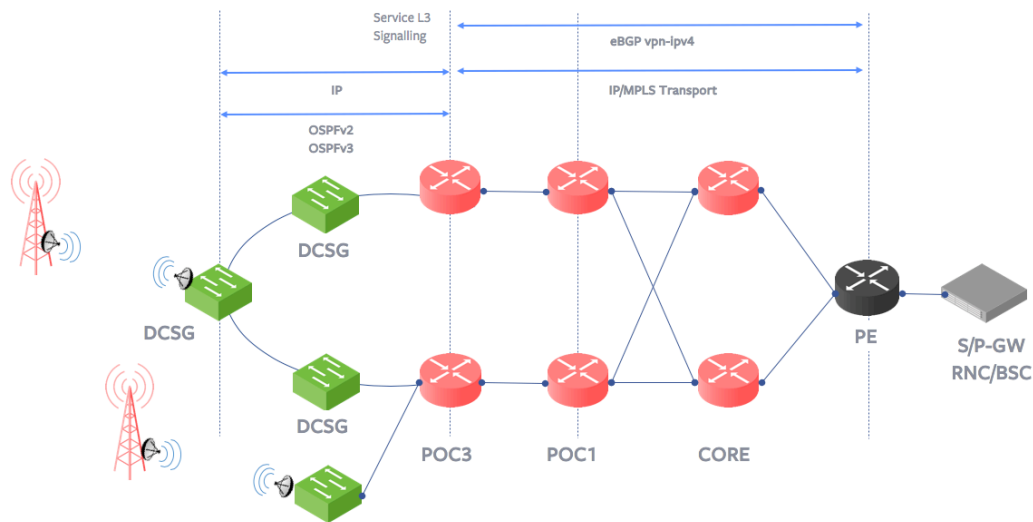 Service L3
Signalling
eBGP vpn-ipv4
IP
IP/MPLS Transport
OSPFv2
OSPFv3
DCSG
DCSG
DCSG
POC3
POC1
CORE
PE
S/P-GW
RNC/BSC